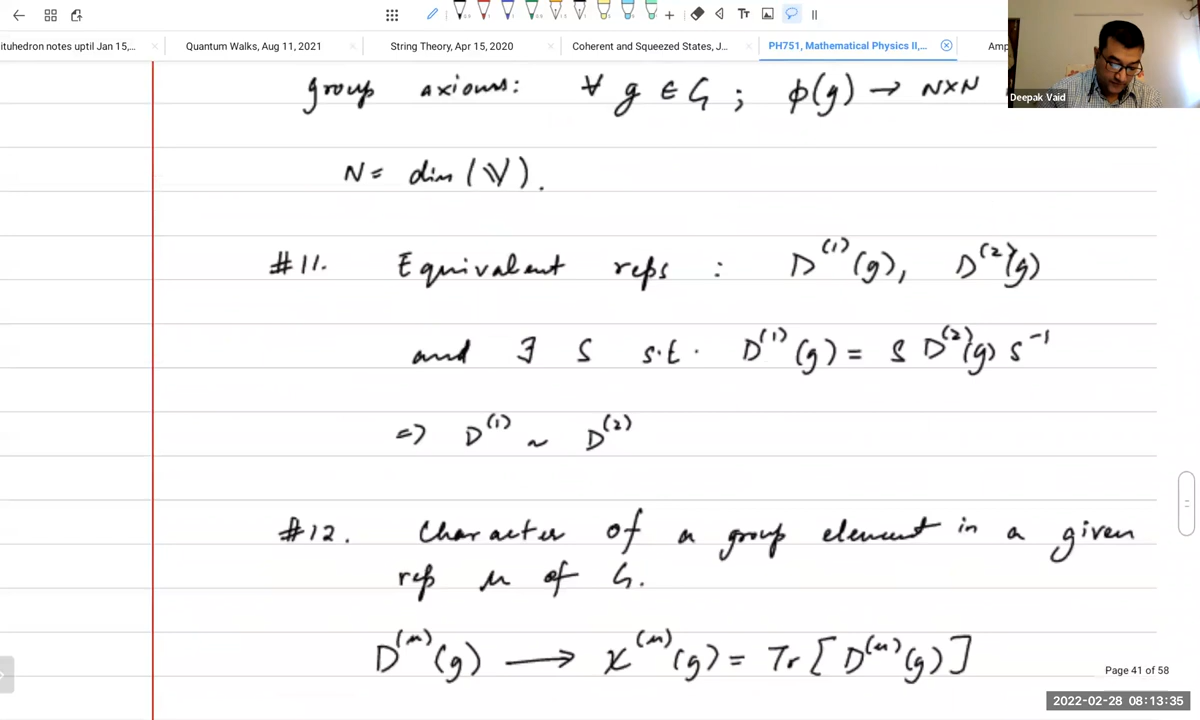 ituhedron notes uptil Jan 15,...
Quantum Walks, Aug 11, 2021
String Theory, Apr 15, 2020
Coherent and Squeezed States, J...
PH751, Mathematical Physics II,...
Amp
Deepak Vaid
group axioms: ∀ g ∈ G ; ϕ(g) → N×N
N = dim (𝕍).
#11. Equivalent reps : D^(1)(g), D^(2)(g)
and ∃ S s.t. D^(1)(g) = S D^(2)(g) S^-1
=> D^(1) ~ D^(2)
#12. Character of a group element in a given
rep μ of G.
D^(μ)(g) → χ^(μ)(g) = Tr [ D^(μ)(g) ]
Page 41 of 58
2022-02-28 08:13:35